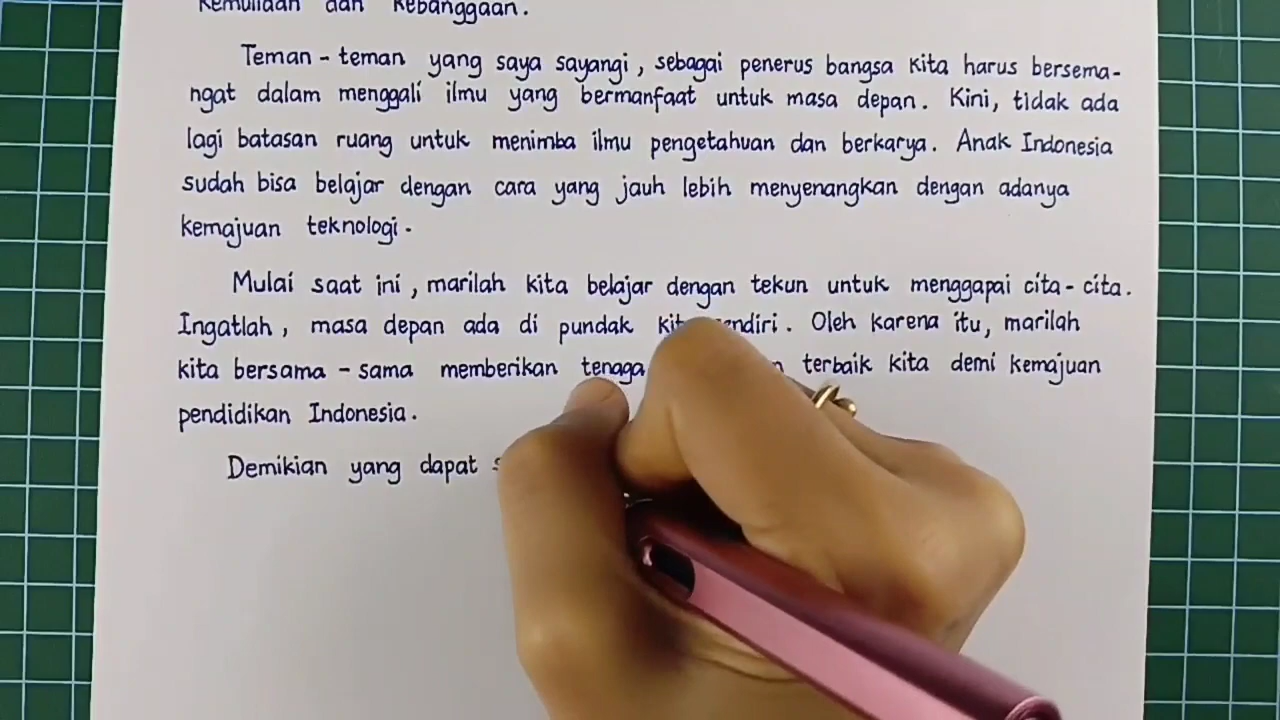 Kemuliaan dan Kebanggaan.
Teman - teman yang saya sayangi, sebagai penerus bangsa kita harus bersema-
ngat dalam menggali ilmu yang bermanfaat untuk masa depan. Kini, tidak ada
lagi batasan ruang untuk menimba ilmu pengetahuan dan berkarya. Anak Indonesia
sudah bisa belajar dengan cara yang jauh lebih menyenangkan dengan adanya
kemajuan teknologi.
Mulai saat ini, marilah kita belajar dengan tekun untuk menggapai cita - cita.
Ingatlah, masa depan ada di pundak kita sendiri. Oleh karena itu, marilah
kita bersama - sama memberikan tenaga terbaik kita demi kemajuan
pendidikan Indonesia.
Demikian yang dapat